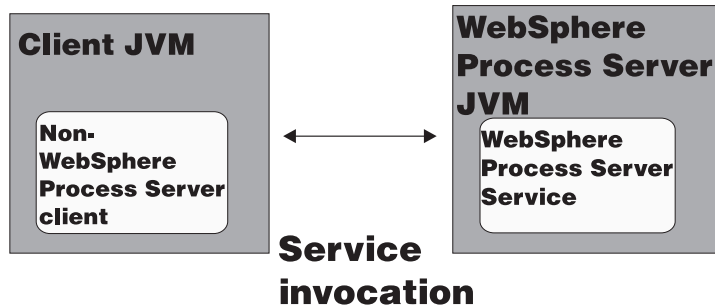 Client JVM
Non-
WebSphere
Process Server
client
WebSphere
Process Server
JVM
WebSphere
Process Server
Service
Service
invocation